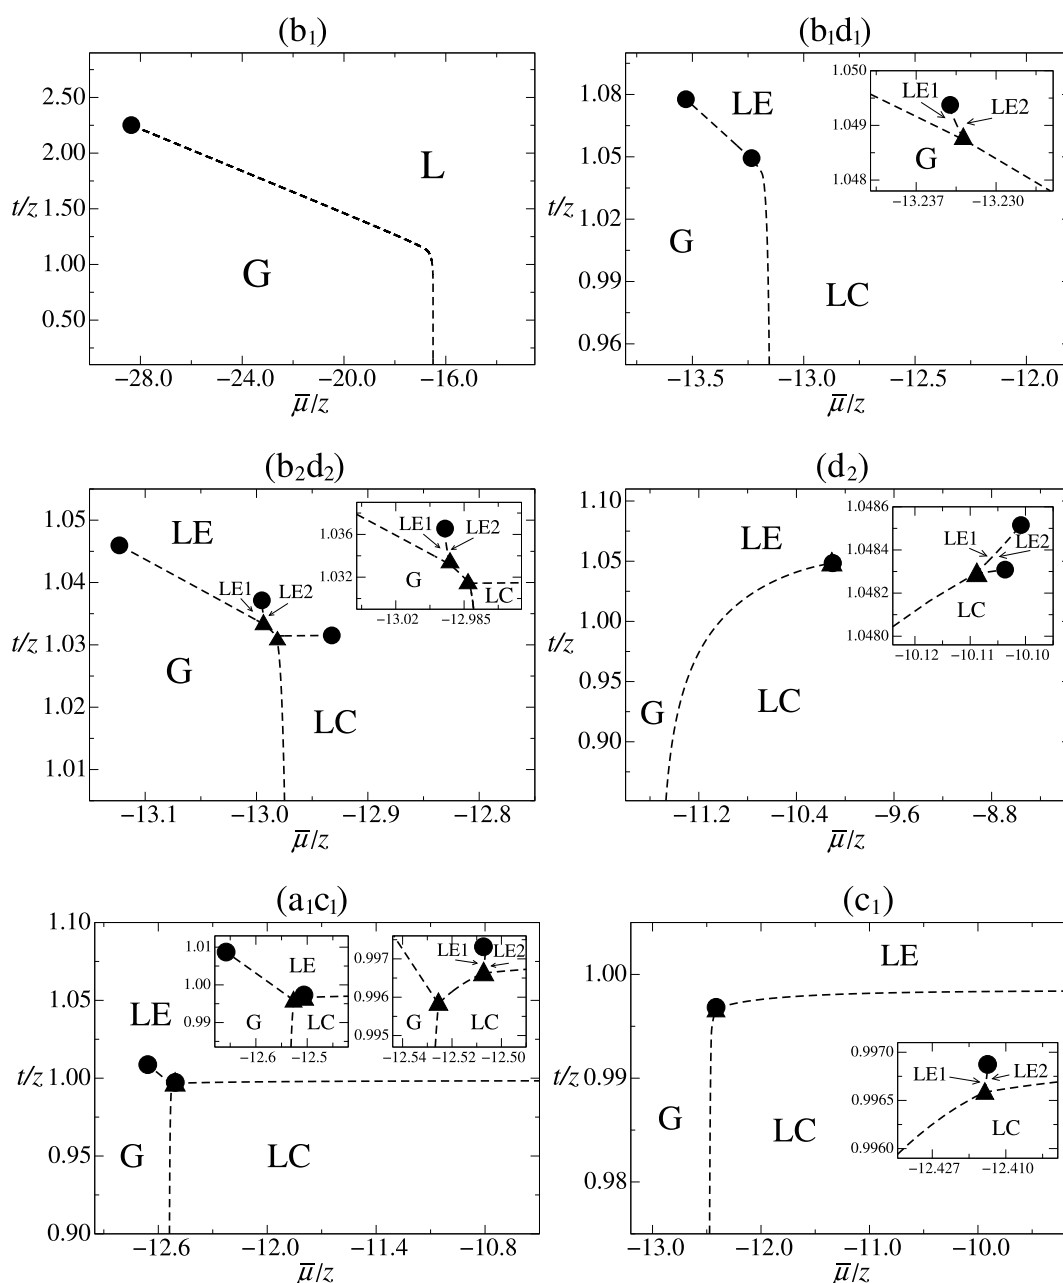 (b₁)
2.50
2.00
1.50
1.00
0.50
t/z
L
G
−28.0 −24.0 −20.0 −16.0
μ̄/z
(b₁d₁)
1.08
1.05
1.02
0.99
0.96
t/z
LE
G
LC
1.050
1.049
1.048
LE1
LE2
G
−13.237 −13.230
−13.5 −13.0 −12.5 −12.0
μ̄/z
(b₂d₂)
1.05
1.04
1.03
1.02
1.01
t/z
LE
LE1 LE2
G
LC
1.036
1.032
LE1 LE2
G
LC
−13.02 −12.985
−13.1 −13.0 −12.9 −12.8
μ̄/z
(d₂)
1.10
1.05
1.00
0.95
0.90
t/z
LE
G
LC
1.0486
1.0484
1.0482
1.0480
LE1 LE2
LC
−10.12 −10.11 −10.10
−11.2 −10.4 −9.6 −8.8
μ̄/z
(a₁c₁)
1.10
1.05
1.00
0.95
0.90
t/z
LE
G
LC
1.01
1.00
0.99
LE
G
LC
−12.6 −12.5
0.997
0.996
0.995
LE1 LE2
G
LC
−12.54 −12.52 −12.50
−12.6 −12.0 −11.4 −10.8
μ̄/z
(c₁)
1.00
0.99
0.98
t/z
LE
G
LC
0.9970
0.9965
0.9960
LE1 LE2
LC
−12.427 −12.410
−13.0 −12.0 −11.0 −10.0
μ̄/z